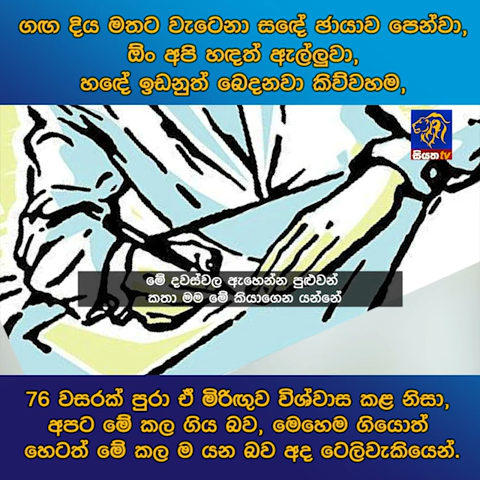 ගඟ දිය මතට වැටෙනා සඳේ ඡායාව පෙන්වා,
ඕං අපි හඳත් ඇල්ලුවා,
හඳේ ඉඩනුත් බෙදනවා කිව්වහම,
සියත tv
මේ දවස්වල ඇහෙන්න පුළුවන්
කතා මම මේ කියාගෙන යන්නේ
76 වසරක් පුරා ඒ මිරිඟුව විශ්වාස කළ නිසා,
අපට මේ කල ගිය බව, මෙහෙම ගියොත්
හෙටත් මේ කල ම යන බව අද ටෙලිවැකියෙන්.